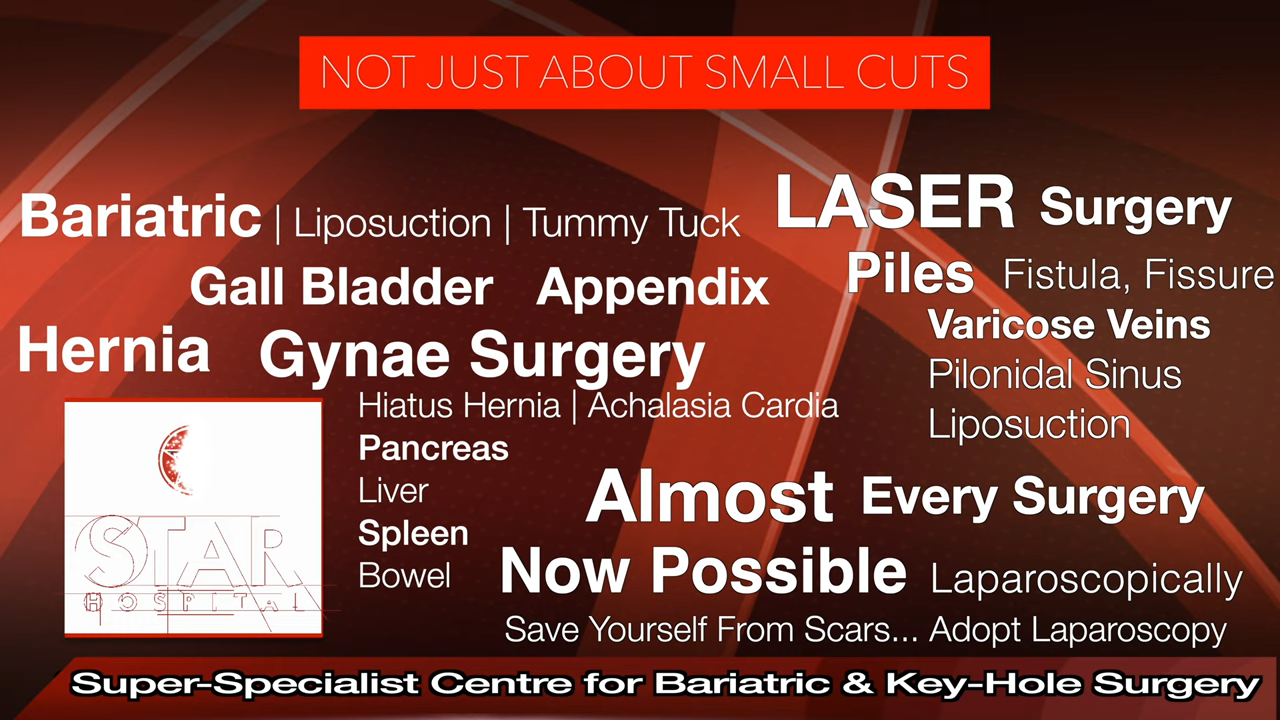 NOT JUST ABOUT SMALL CUTS
Bariatric | Liposuction | Tummy Tuck
Gall Bladder Appendix
Hernia Gynae Surgery
Hiatus Hernia | Achalasia Cardia
Pancreas
Liver
Spleen
Bowel
LASER Surgery
Piles Fistula, Fissure
Varicose Veins
Pilonidal Sinus
Liposuction
Almost Every Surgery
Now Possible Laparoscopically
Save Yourself From Scars... Adopt Laparoscopy
STAR
HOSPITAL
Super-Specialist Centre for Bariatric & Key-Hole Surgery